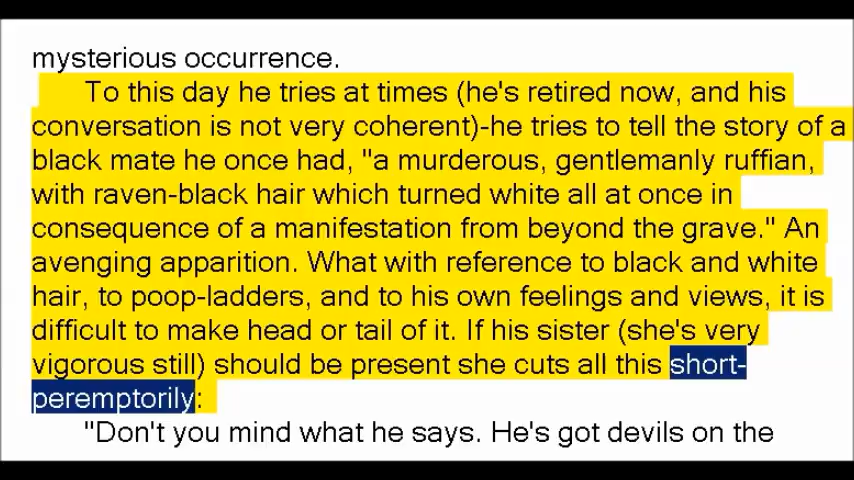 mysterious occurrence.
To this day he tries at times (he's retired now, and his
conversation is not very coherent)-he tries to tell the story of a
black mate he once had, "a murderous, gentlemanly ruffian,
with raven-black hair which turned white all at once in
consequence of a manifestation from beyond the grave." An
avenging apparition. What with reference to black and white
hair, to poop-ladders, and to his own feelings and views, it is
difficult to make head or tail of it. If his sister (she's very
vigorous still) should be present she cuts all this short-
peremptorily:
"Don't you mind what he says. He's got devils on the